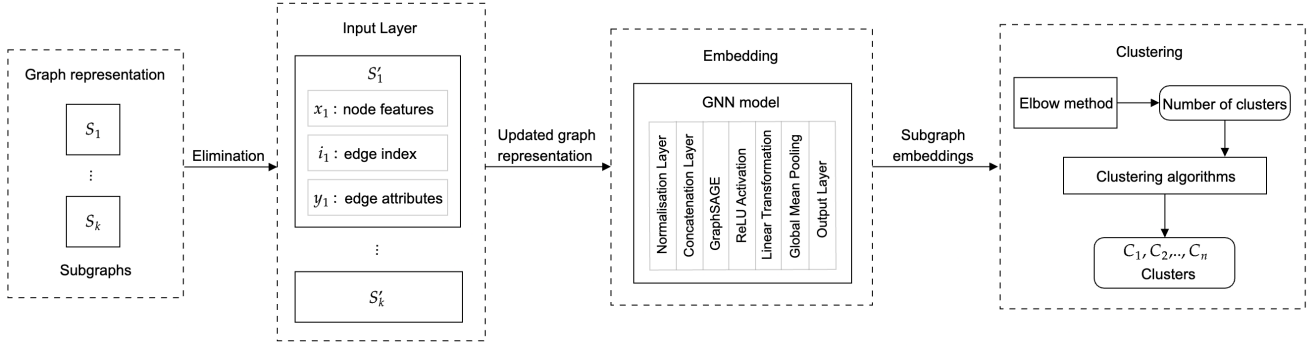 Graph representation
S₁
⋮
Sₖ
Subgraphs
Elimination
Input Layer
S′₁
x₁ : node features
i₁ : edge index
y₁ : edge attributes
⋮
S′ₖ
Updated graph
representation
Embedding
GNN model
Normalisation Layer
Concatenation Layer
GraphSAGE
ReLU Activation
Linear Transformation
Global Mean Pooling
Output Layer
Subgraph
embeddings
Clustering
Elbow method
Number of clusters
Clustering algorithms
C₁, C₂,.., Cₙ
Clusters